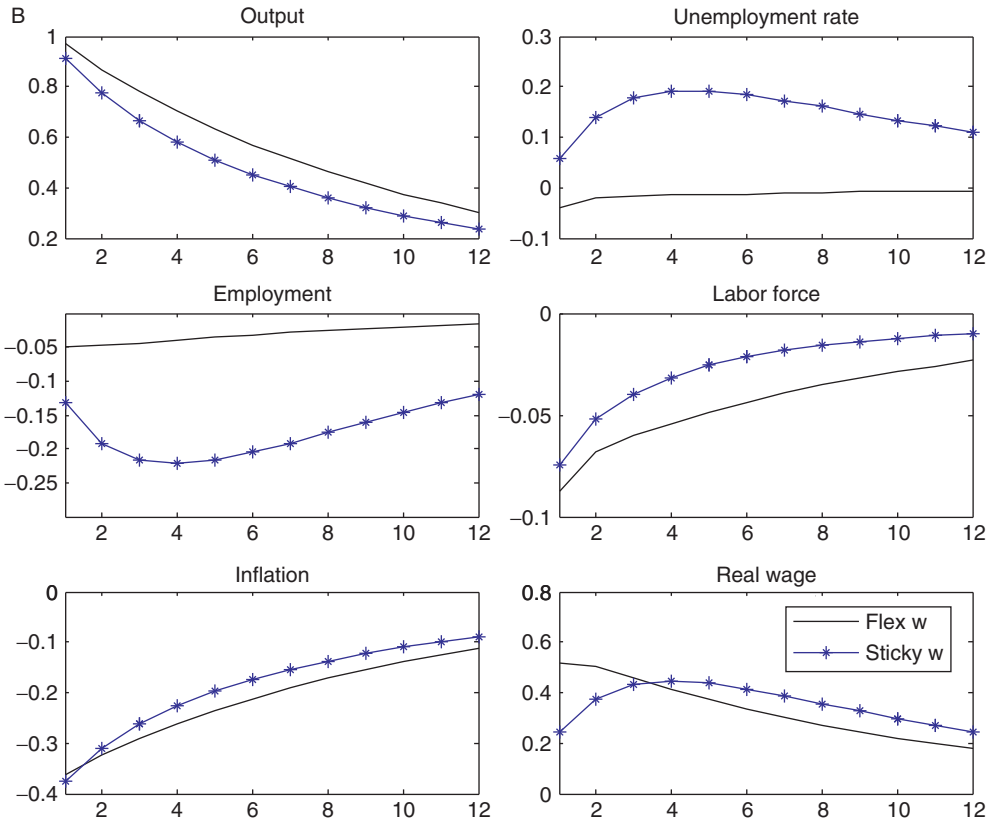 B
Output
1
0.8
0.6
0.4
0.2
2 4 6 8 10 12
Unemployment rate
0.3
0.2
0.1
0
−0.1
2 4 6 8 10 12
Employment
−0.05
−0.1
−0.15
−0.2
−0.25
2 4 6 8 10 12
Labor force
0
−0.05
−0.1
2 4 6 8 10 12
Inflation
0
−0.1
−0.2
−0.3
−0.4
2 4 6 8 10 12
Real wage
0.8
0.6
0.4
0.2
0
2 4 6 8 10 12
Flex w
Sticky w